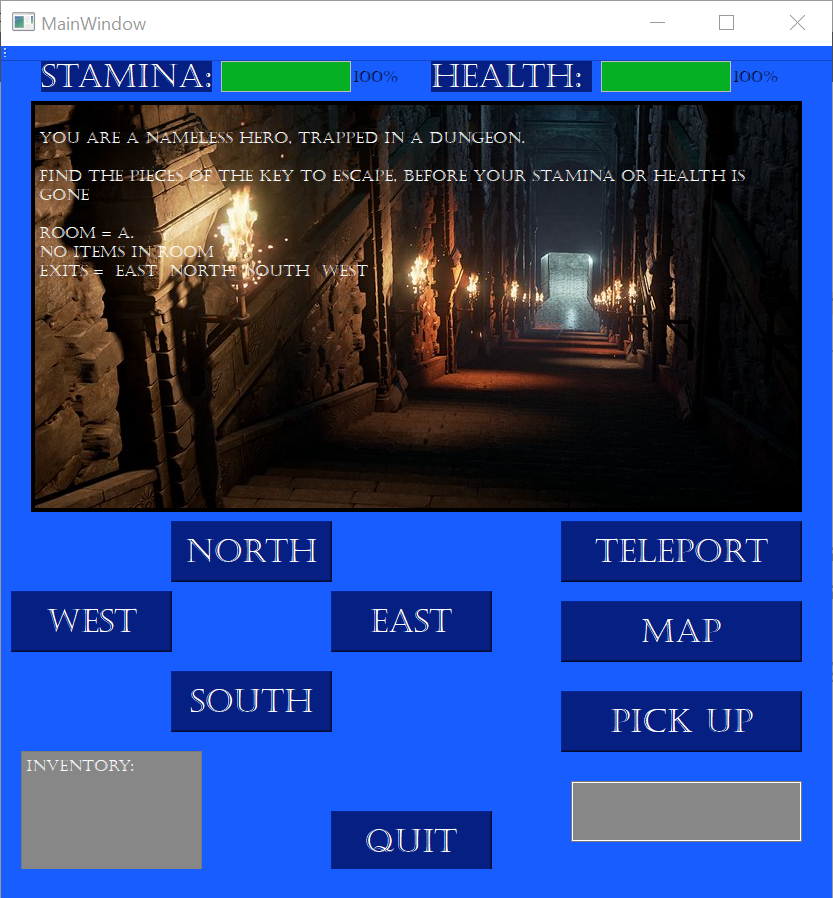 MainWindow
STAMINA: 100% HEALTH: 100%
YOU ARE A NAMELESS HERO, TRAPPED IN A DUNGEON.
FIND THE PIECES OF THE KEY TO ESCAPE, BEFORE YOUR STAMINA OR HEALTH IS
GONE
ROOM = A.
NO ITEMS IN ROOM
EXITS = EAST NORTH SOUTH WEST
NORTH
TELEPORT
WEST
EAST
MAP
SOUTH
PICK UP
INVENTORY:
QUIT